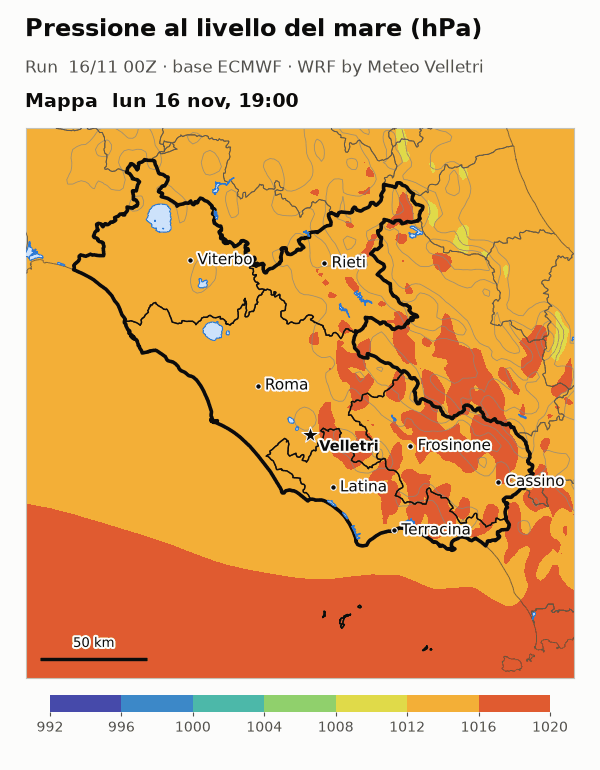 Pressione al livello del mare (hPa)
Run  16/11 00Z · base ECMWF · WRF by Meteo Velletri
Mappa  lun 16 nov, 19:00
Viterbo
Rieti
Roma
Velletri
Frosinone
Latina
Cassino
Terracina
50 km
992 996 1000 1004 1008 1012 1016 1020